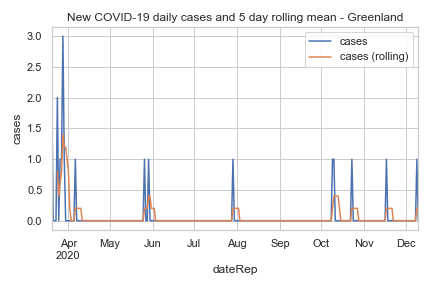 New COVID-19 daily cases and 5 day rolling mean - Greenland
cases
cases (rolling)
cases
3.0
2.5
2.0
1.5
1.0
0.5
0.0
Apr May Jun Jul Aug Sep Oct Nov Dec
2020
dateRep